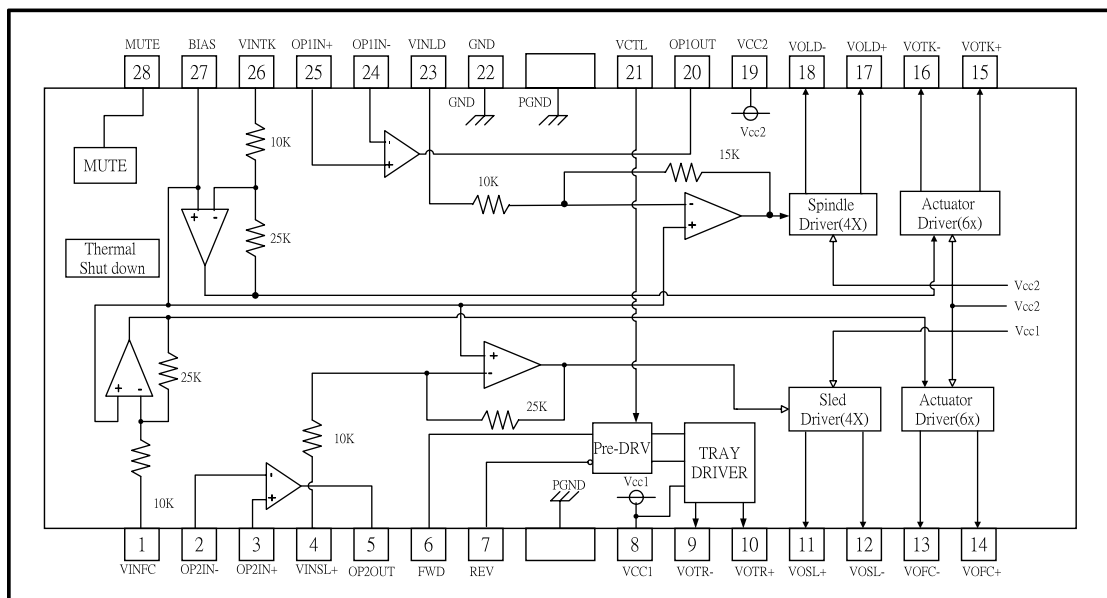 MUTE BIAS VINTK OP1IN+ OP1IN- VINLD GND VCTL OP1OUT VCC2 VOLD- VOLD+ VOTK- VOTK+
28 27 26 25 24 23 22 21 20 19 18 17 16 15
GND PGND
Vcc2
10K
MUTE
15K
10K
Spindle
Driver(4X)
Actuator
Driver(6x)
+ -
-
+
-
+
25K
Thermal
Shut down
Vcc2
Vcc2
Vcc1
+
-
25K
+ -
25K
Sled
Driver(4X)
Actuator
Driver(6x)
10K
Pre-DRV
TRAY
DRIVER
-
+
PGND
Vcc1
10K
1 2 3 4 5 6 7 8 9 10 11 12 13 14
VINFC OP2IN- OP2IN+ VINSL+ OP2OUT FWD REV VCC1 VOTR- VOTR+ VOSL+ VOSL- VOFC- VOFC+